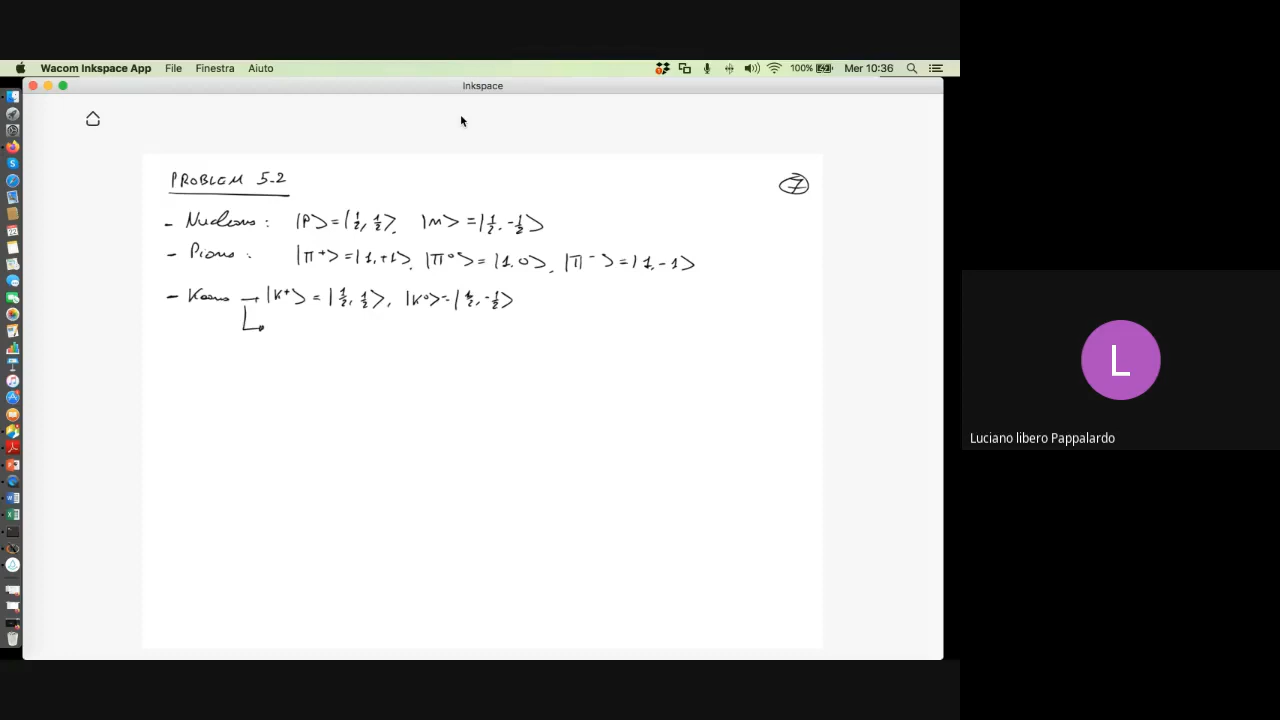 Wacom Inkspace App File Finestra Aiuto 100% Mer 10:36
Inkspace
PROBLEM 5.2
7
- Nucleons : |P> = |1/2, 1/2>, |n> = |1/2, -1/2>
- Pions : |π+> = |1, +1>, |π0> = |1, 0>, |π-> = |1, -1>
- Kaons → |K+> = |1/2, 1/2>, |K0> = |1/2, -1/2>
L
Luciano libero Pappalardo